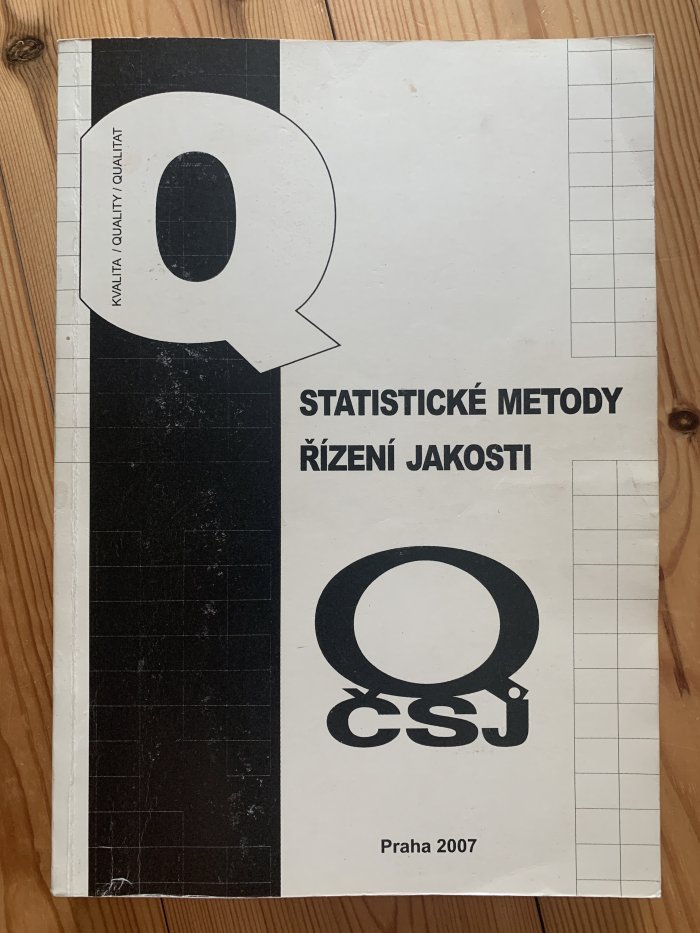 Q
KVALITA / QUALITY / QUALITAT
STATISTICKÉ METODY
ŘÍZENÍ JAKOSTI
Q
ČSJ
Praha 2007